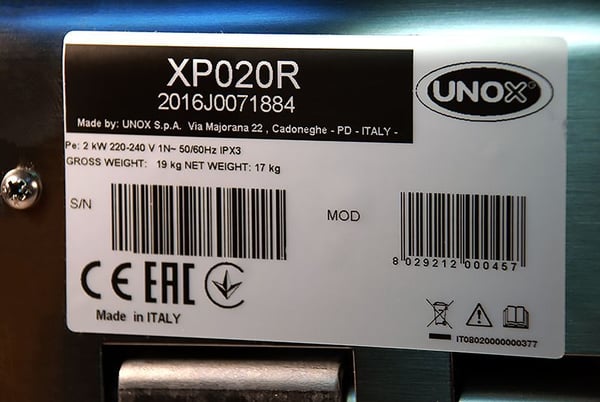 XP020R
2016J0071884
Made by: UNOX S.p.A. Via Majorana 22 , Cadoneghe - PD - ITALY -
UNOX
Pe: 2 kW 220-240 V 1N~ 50/60Hz IPX3
GROSS WEIGHT: 19 kg NET WEIGHT: 17 kg
S/N
MOD
8 029212 000457
CE EAC
Made in ITALY
IT08020000000377